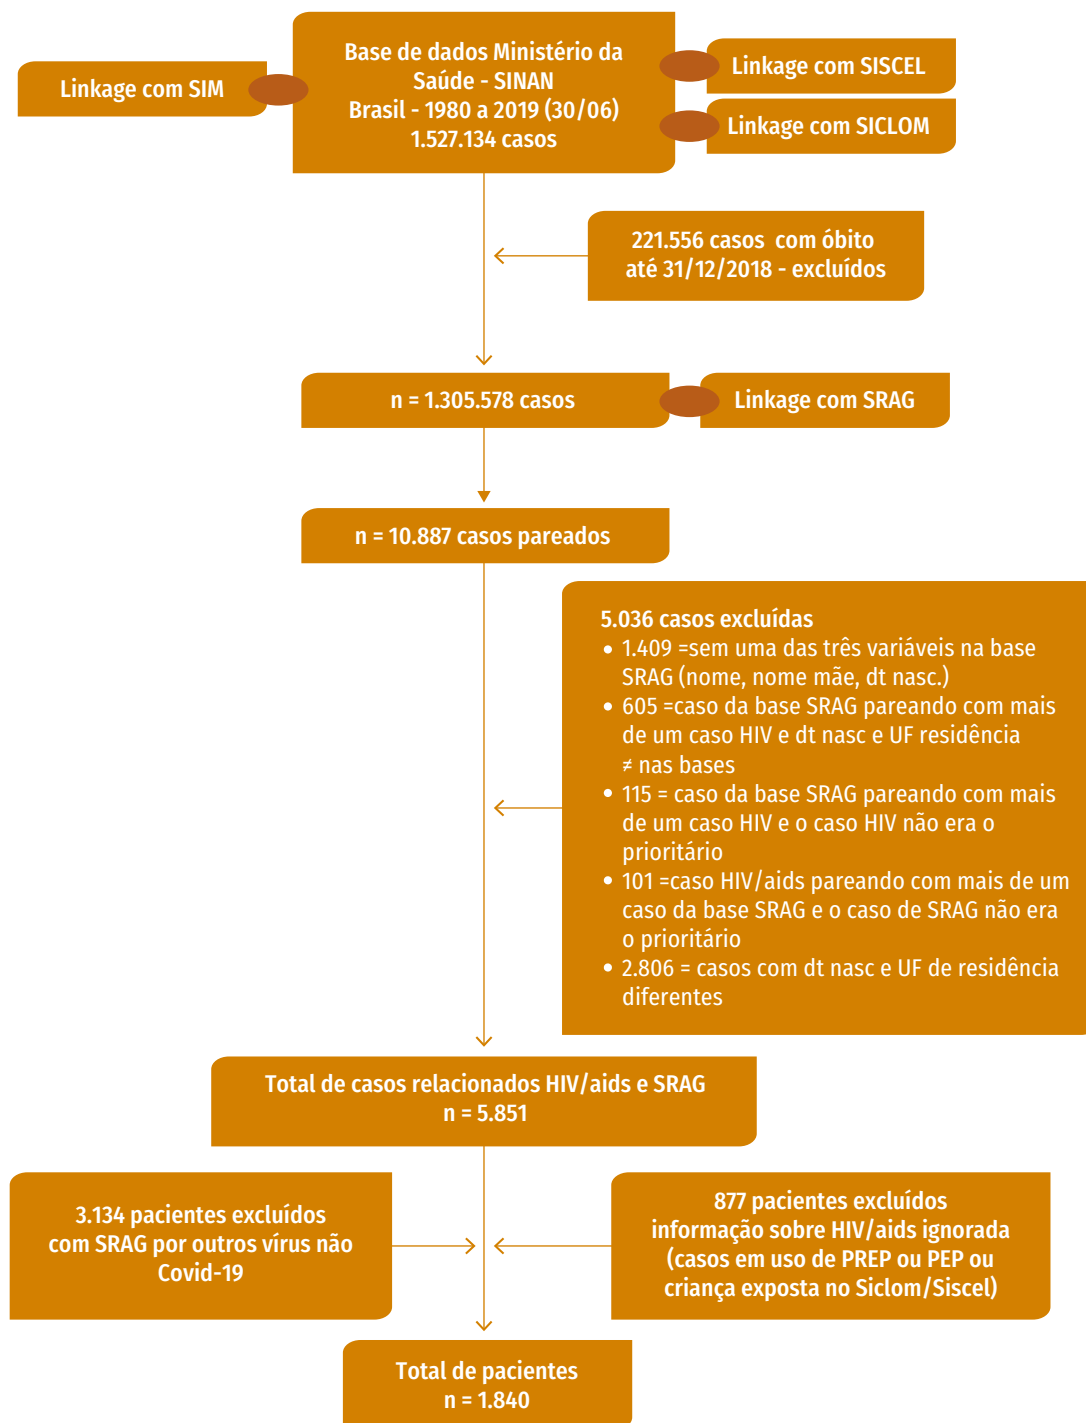 Linkage com SIM
Base de dados Ministério da
Saúde - SINAN
Brasil - 1980 a 2019 (30/06)
1.527.134 casos
Linkage com SISCEL
Linkage com SICLOM
221.556 casos com óbito
até 31/12/2018 - excluídos
n = 1.305.578 casos
Linkage com SRAG
n = 10.887 casos pareados
5.036 casos excluídas
• 1.409 =sem uma das três variáveis na base
SRAG (nome, nome mãe, dt nasc.)
• 605 =caso da base SRAG pareando com mais
de um caso HIV e dt nasc e UF residência
≠ nas bases
• 115 = caso da base SRAG pareando com mais
de um caso HIV e o caso HIV não era o
prioritário
• 101 =caso HIV/aids pareando com mais de um
caso da base SRAG e o caso de SRAG não era
o prioritário
• 2.806 = casos com dt nasc e UF de residência
diferentes
Total de casos relacionados HIV/aids e SRAG
n = 5.851
3.134 pacientes excluídos
com SRAG por outros vírus não
Covid-19
877 pacientes excluídos
informação sobre HIV/aids ignorada
(casos em uso de PREP ou PEP ou
criança exposta no Siclom/Siscel)
Total de pacientes
n = 1.840